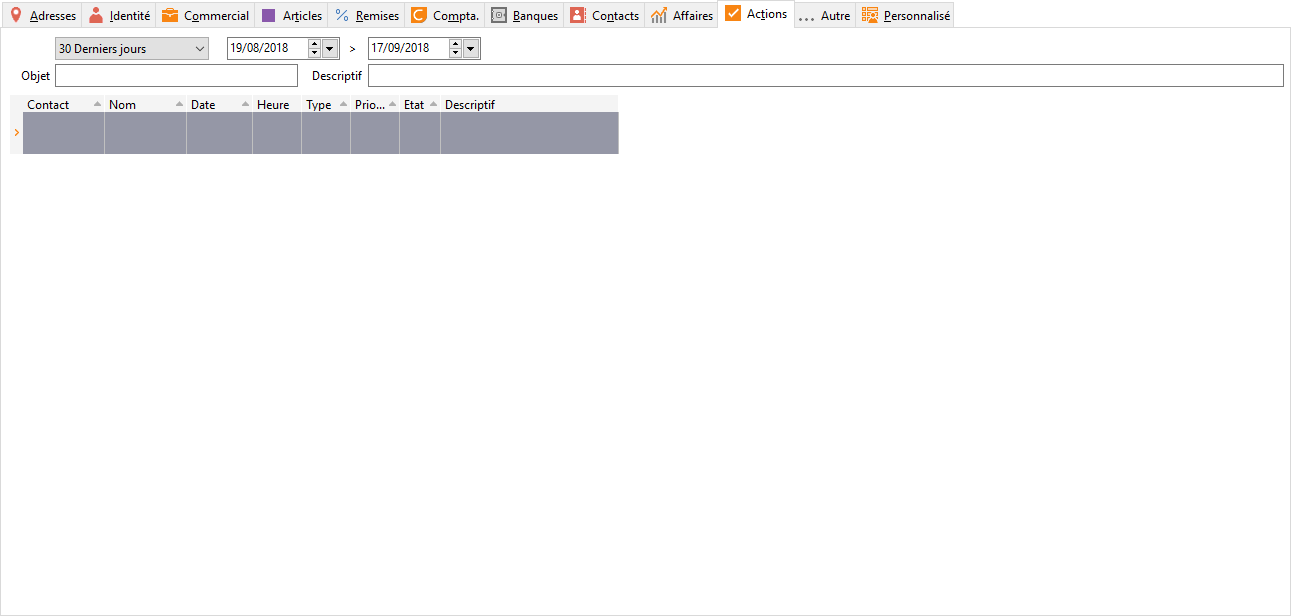 Adresses Identité Commercial Articles Remises Compta. Banques Contacts Affaires Actions ... Autre Personnalisé
30 Derniers jours 19/08/2018 > 17/09/2018
Objet Descriptif
Contact Nom Date Heure Type Prio... Etat Descriptif